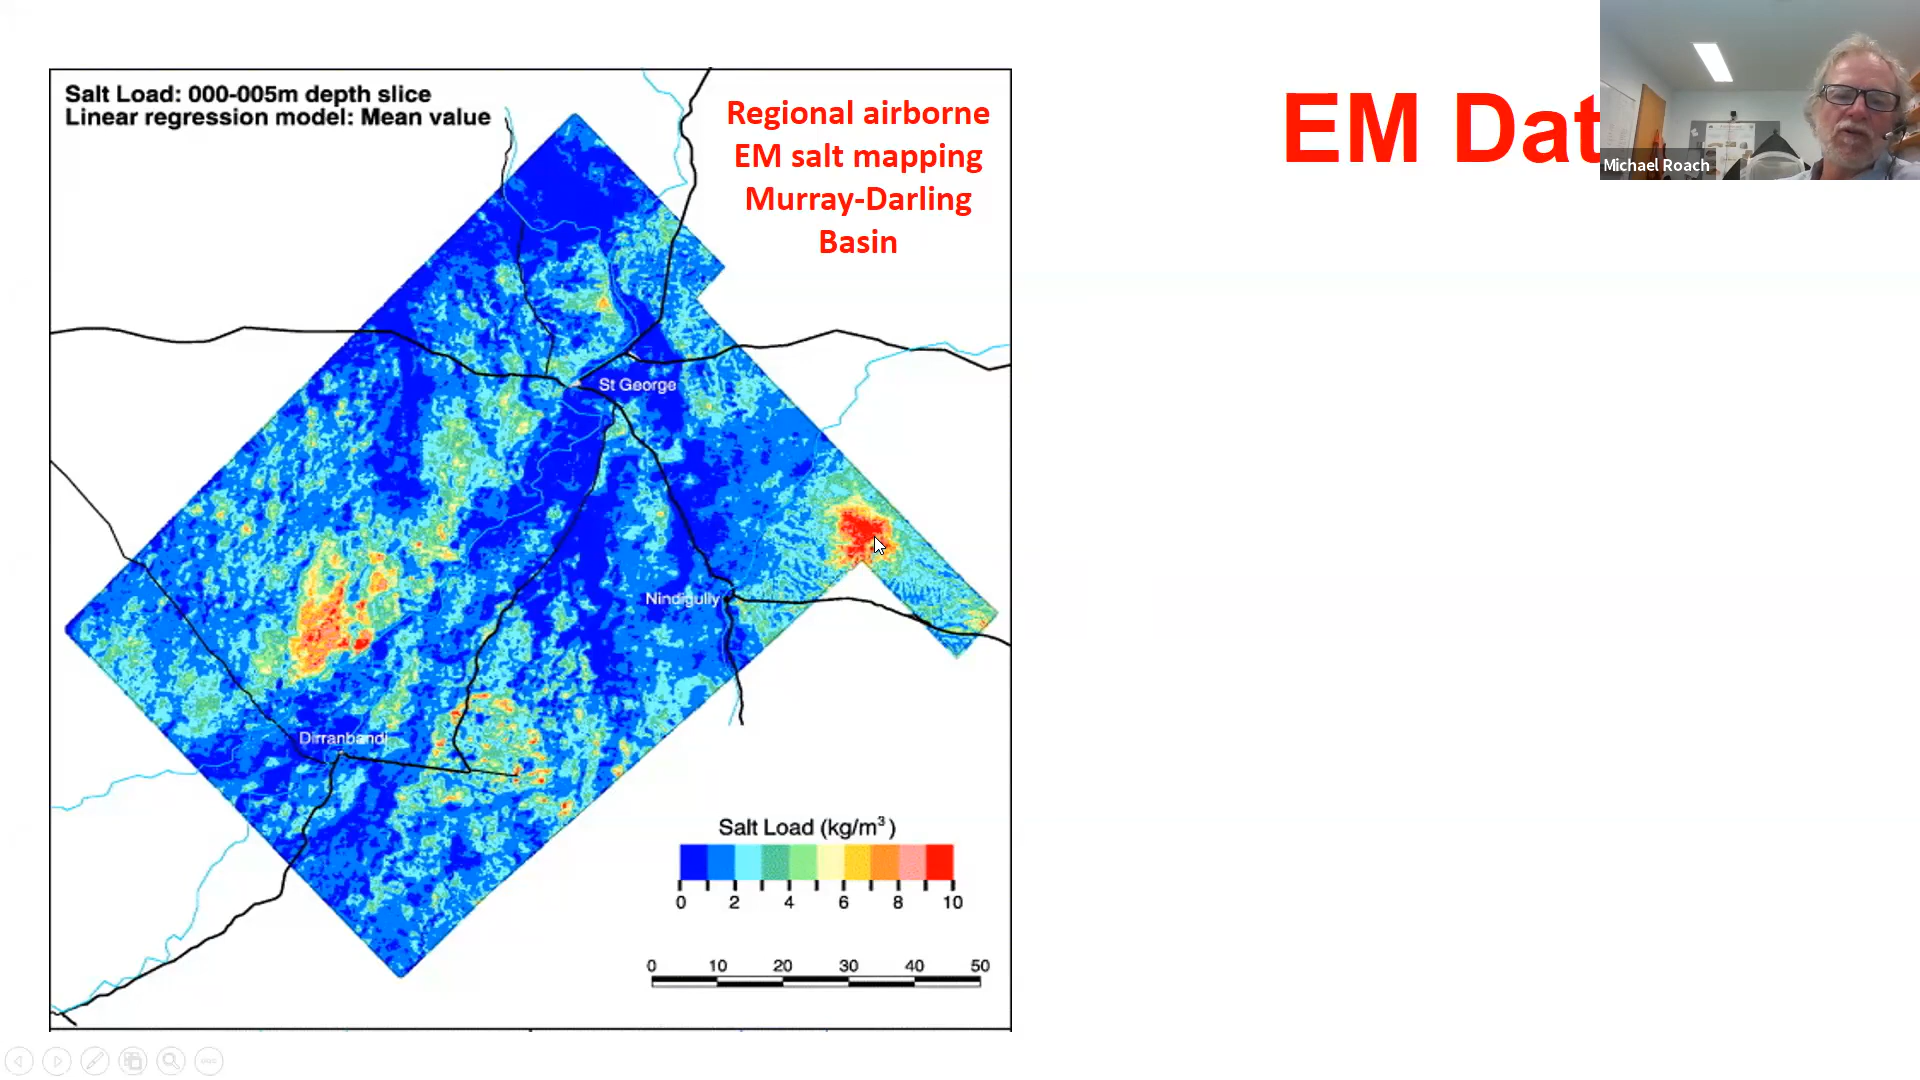 Salt Load: 000-005m depth slice
Linear regression model: Mean value
Regional airborne
EM salt mapping
Murray-Darling
Basin
EM Dat
Michael Roach
St George
Nindigully
Dirranbandi
Salt Load (kg/m³)
0 2 4 6 8 10
0 10 20 30 40 50